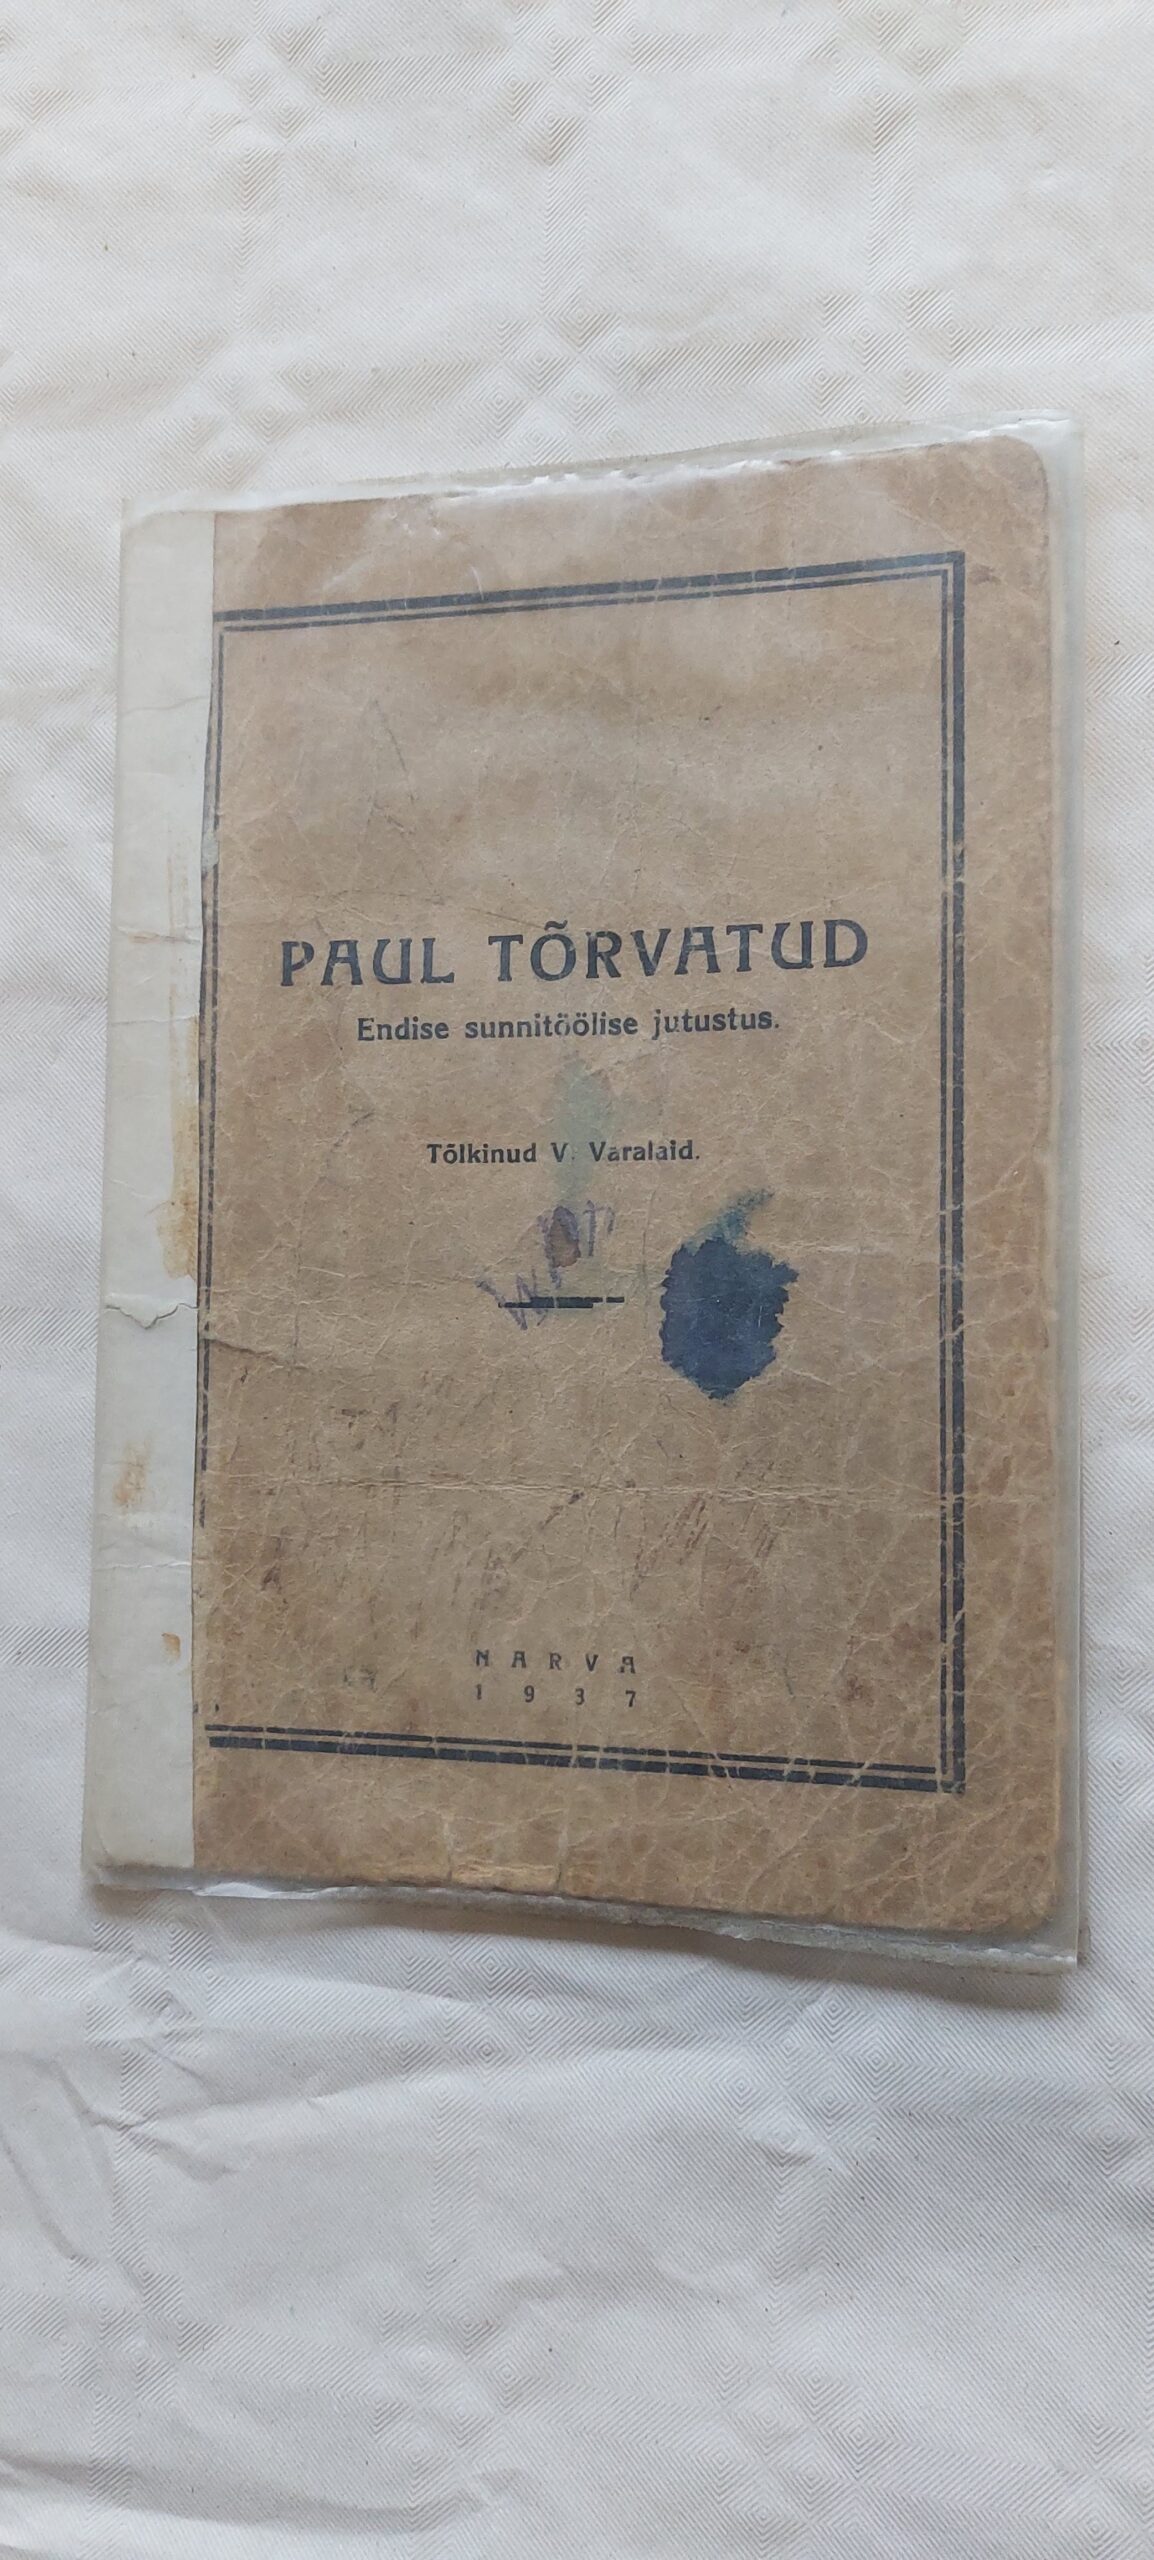 PAUL TÕRVATUD
Endise sunnitöölise jutustus.
Tõlkinud V. Varalaid.
NARVA
1937